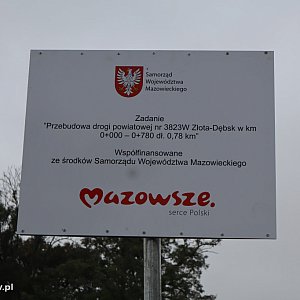 Samorząd
Województwa
Mazowieckiego
Zadanie
"Przebudowa drogi powiatowej nr 3823W Złota-Dębsk w km
0+000 – 0+780 dł. 0,78 km"
Współfinansowane
ze środków Samorządu Województwa Mazowieckiego
mazowsze.
serce Polski
y.pl